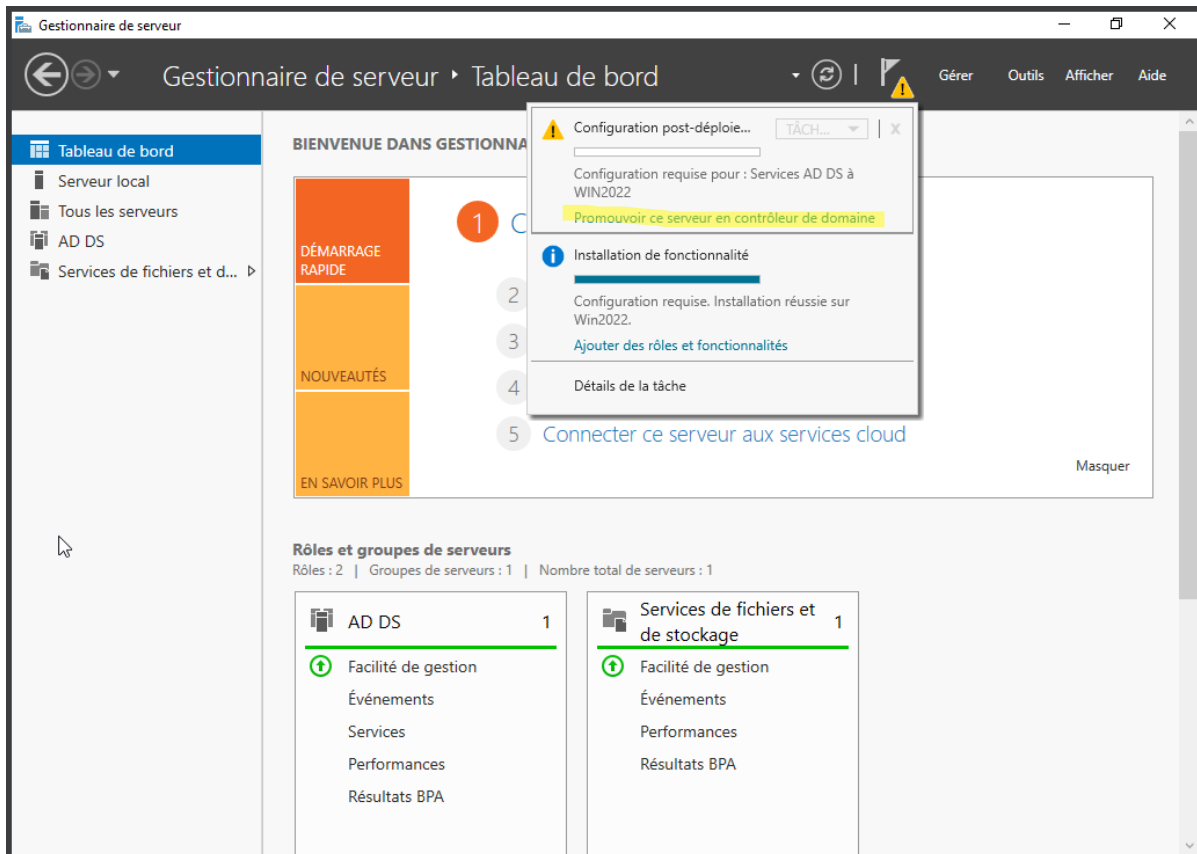 Gestionnaire de serveur
Gestionnaire de serveur ‣ Tableau de bord
Gérer Outils Afficher Aide
Tableau de bord
Serveur local
Tous les serveurs
AD DS
Services de fichiers et d...
BIENVENUE DANS GESTIONNA
DÉMARRAGE
RAPIDE
NOUVEAUTÉS
EN SAVOIR PLUS
1 C
2
3
4
5 Connecter ce serveur aux services cloud
Masquer
Configuration post-déploie... TÂCH... X
Configuration requise pour : Services AD DS à
WIN2022
Promouvoir ce serveur en contrôleur de domaine
Installation de fonctionnalité
Configuration requise. Installation réussie sur
Win2022.
Ajouter des rôles et fonctionnalités
Détails de la tâche
Rôles et groupes de serveurs
Rôles : 2 | Groupes de serveurs : 1 | Nombre total de serveurs : 1
AD DS 1
Facilité de gestion
Événements
Services
Performances
Résultats BPA
Services de fichiers et
de stockage 1
Facilité de gestion
Événements
Performances
Résultats BPA